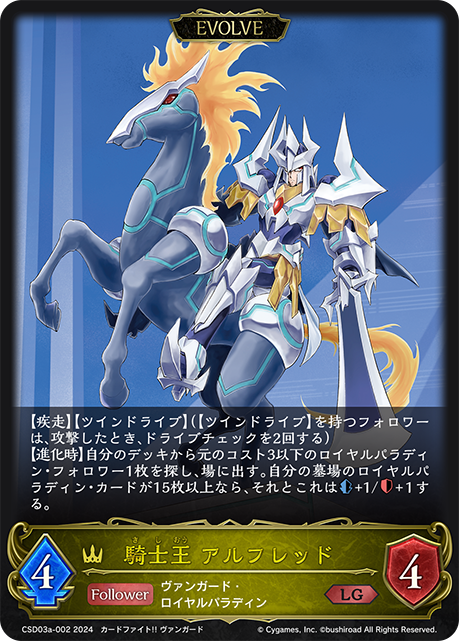 EVOLVE
【疾走】【ツインドライブ】(【ツインドライブ】を持つフォロワー
は、攻撃したとき、ドライブチェックを2回する)
【進化時】自分のデッキから元のコスト3以下のロイヤルパラディ
ン・フォロワー1枚を探し、場に出す。自分の墓場のロイヤルパ
ラディン・カードが15枚以上なら、それとこれは+1/+1す
る。
きしおう
騎士王 アルフレッド
4
Follower
ヴァンガード・
ロイヤルパラディン
LG
4
CSD03a-002 2024 カードファイト!! ヴァンガード
© Cygames, Inc. ©bushiroad All Rights Reserved.